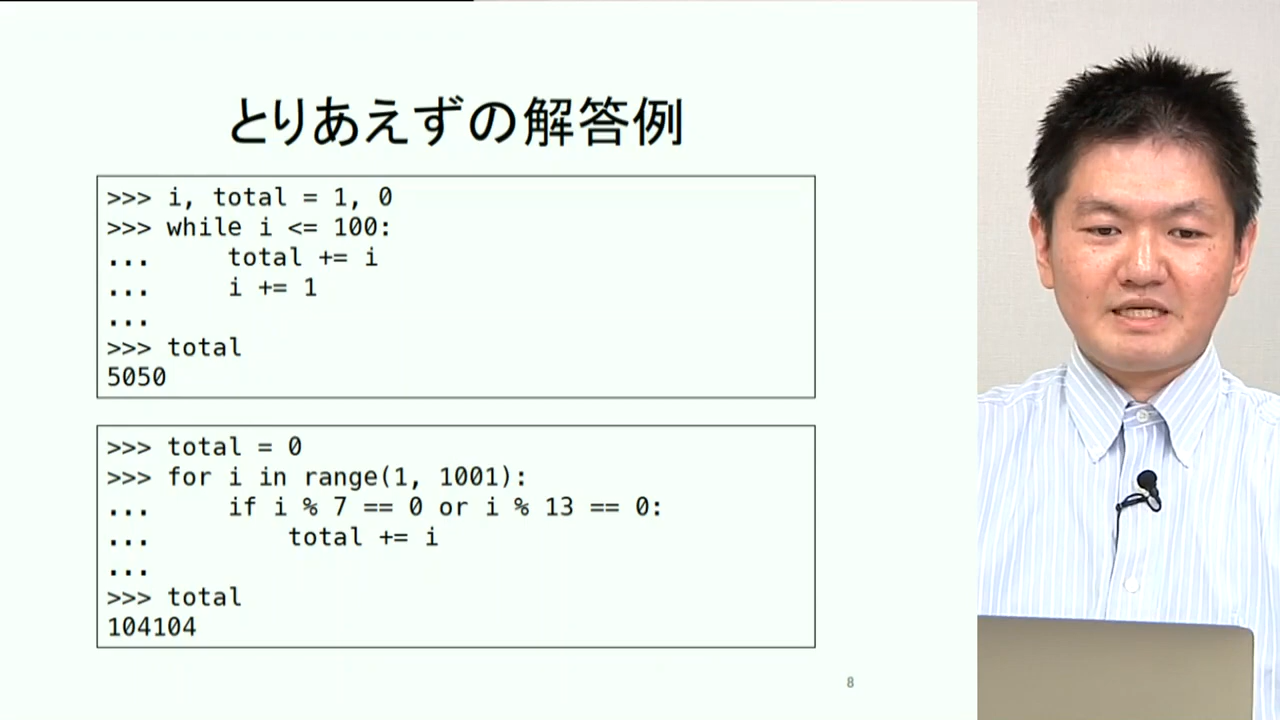 とりあえずの解答例
>>> i, total = 1, 0
>>> while i <= 100:
...     total += i
...     i += 1
...
>>> total
5050
>>> total = 0
>>> for i in range(1, 1001):
...     if i % 7 == 0 or i % 13 == 0:
...         total += i
...
>>> total
104104
8